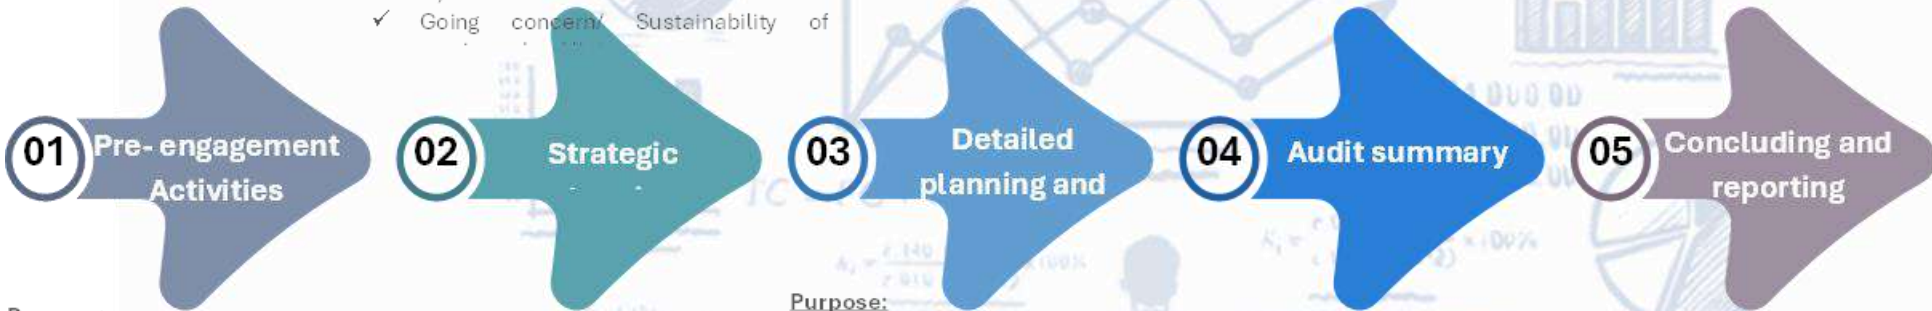 ✓ Going concern/ Sustainability of
01
Pre- engagement
Activities
02
Strategic
03
Detailed
planning and
04
Audit summary
05
Concluding and
reporting
Purpose: